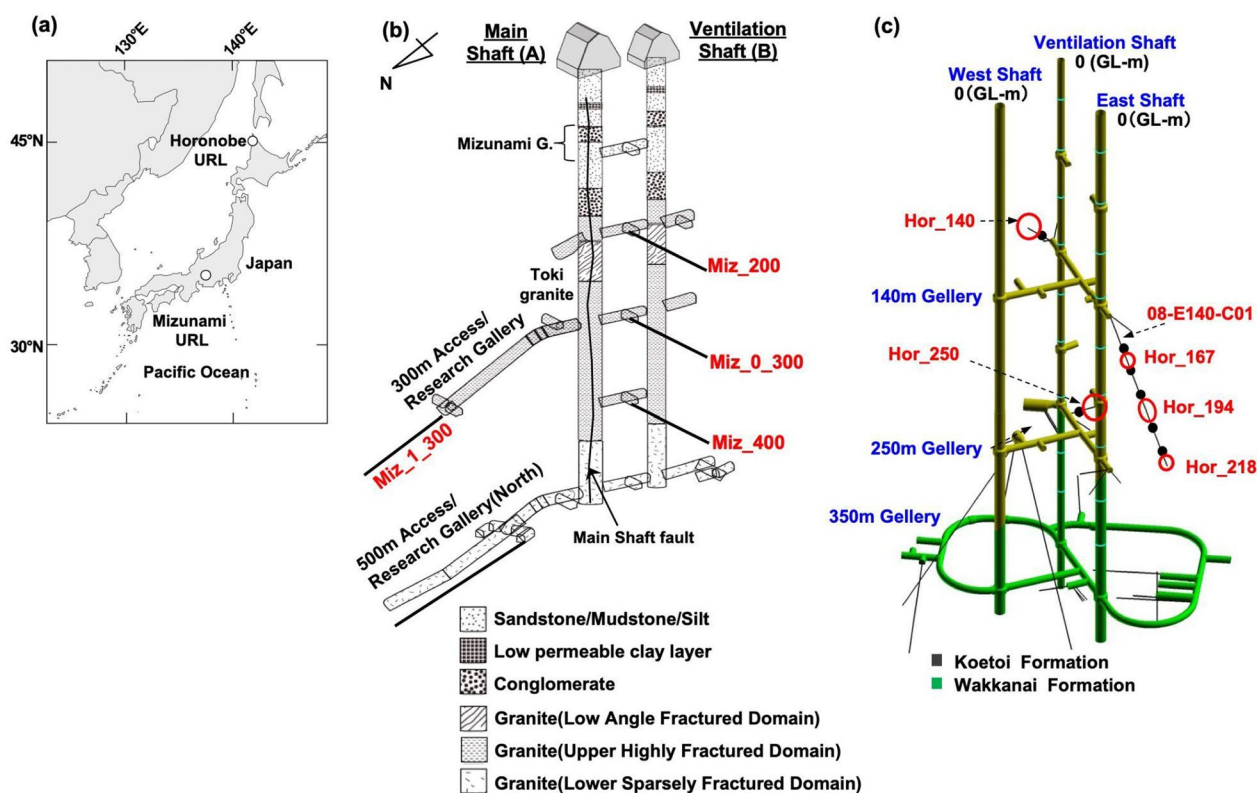 (a)
130°E
140°E
45°N
30°N
Horonobe
URL
Japan
Mizunami
URL
Pacific Ocean
(b)
N
Main
Shaft (A)
Ventilation
Shaft (B)
Mizunami G.
Toki
granite
300m Access/
Research Gallery
Miz_200
Miz_0_300
Miz_400
Miz_1_300
500m Access/
Research Gallery(North)
Main Shaft fault
Sandstone/Mudstone/Silt
Low permeable clay layer
Conglomerate
Granite(Low Angle Fractured Domain)
Granite(Upper Highly Fractured Domain)
Granite(Lower Sparsely Fractured Domain)
(c)
Ventilation Shaft
0 (GL-m)
West Shaft
0(GL-m)
East Shaft
0(GL-m)
Hor_140
140m Gellery
08-E140-C01
Hor_250
Hor_167
Hor_194
250m Gellery
Hor_218
350m Gellery
Koetoi Formation
Wakkanai Formation